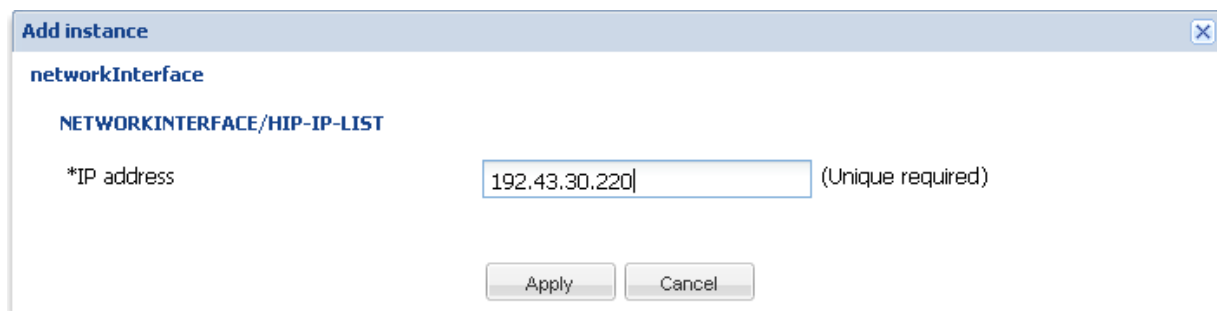 Add instance
networkInterface
NETWORKINTERFACE/HIP-IP-LIST
*IP address 192.43.30.220 (Unique required)
Apply Cancel